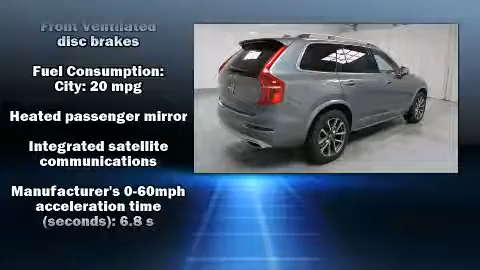 Front Ventilated
disc brakes
Fuel Consumption:
City: 20 mpg
Heated passenger mirror
Integrated satellite
communications
Manufacturer's 0-60mph
acceleration time
(seconds): 6.8 s